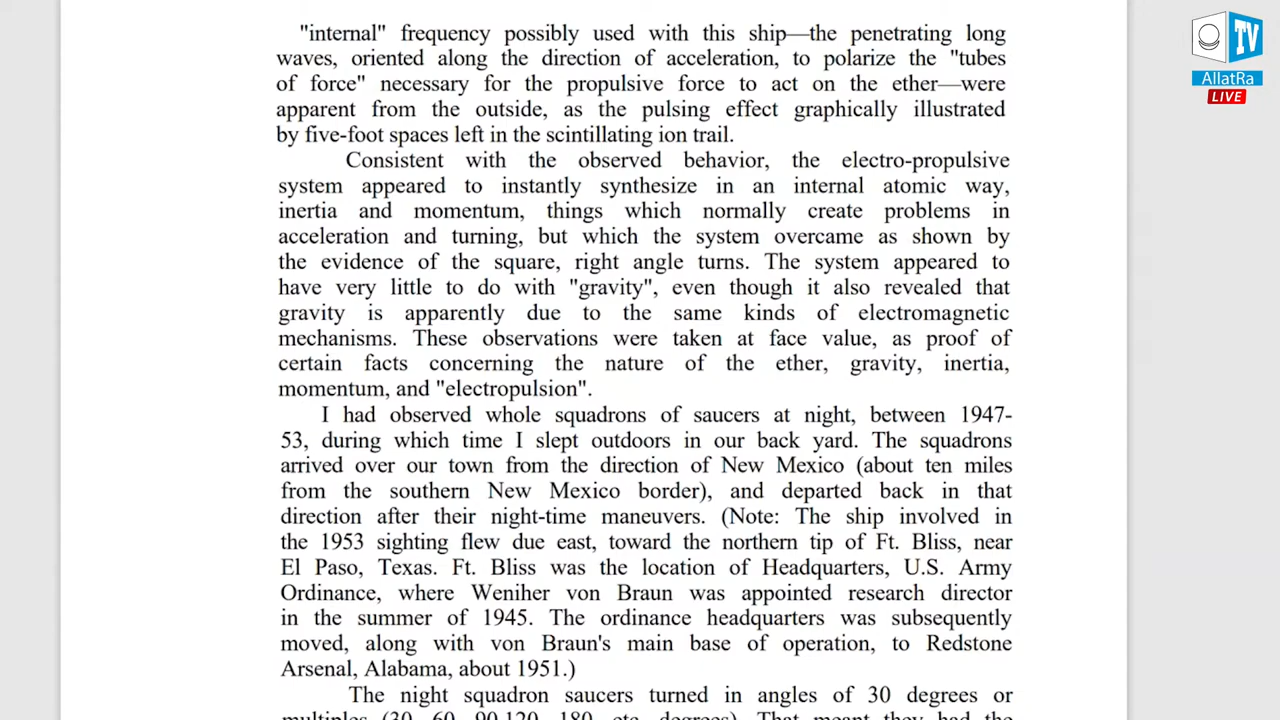 "internal" frequency possibly used with this ship—the penetrating long
waves, oriented along the direction of acceleration, to polarize the "tubes
of force" necessary for the propulsive force to act on the ether—were
apparent from the outside, as the pulsing effect graphically illustrated
by five-foot spaces left in the scintillating ion trail.
Consistent with the observed behavior, the electro-propulsive
system appeared to instantly synthesize in an internal atomic way,
inertia and momentum, things which normally create problems in
acceleration and turning, but which the system overcame as shown by
the evidence of the square, right angle turns. The system appeared to
have very little to do with "gravity", even though it also revealed that
gravity is apparently due to the same kinds of electromagnetic
mechanisms. These observations were taken at face value, as proof of
certain facts concerning the nature of the ether, gravity, inertia,
momentum, and "electropulsion".
I had observed whole squadrons of saucers at night, between 1947-
53, during which time I slept outdoors in our back yard. The squadrons
arrived over our town from the direction of New Mexico (about ten miles
from the southern New Mexico border), and departed back in that
direction after their night-time maneuvers. (Note: The ship involved in
the 1953 sighting flew due east, toward the northern tip of Ft. Bliss, near
El Paso, Texas. Ft. Bliss was the location of Headquarters, U.S. Army
Ordinance, where Weniher von Braun was appointed research director
in the summer of 1945. The ordinance headquarters was subsequently
moved, along with von Braun's main base of operation, to Redstone
Arsenal, Alabama, about 1951.)
The night squadron saucers turned in angles of 30 degrees or
multiples (30, 60, 90,120, 180, etc. degrees). That meant they had the
TV
AllatRa
LIVE